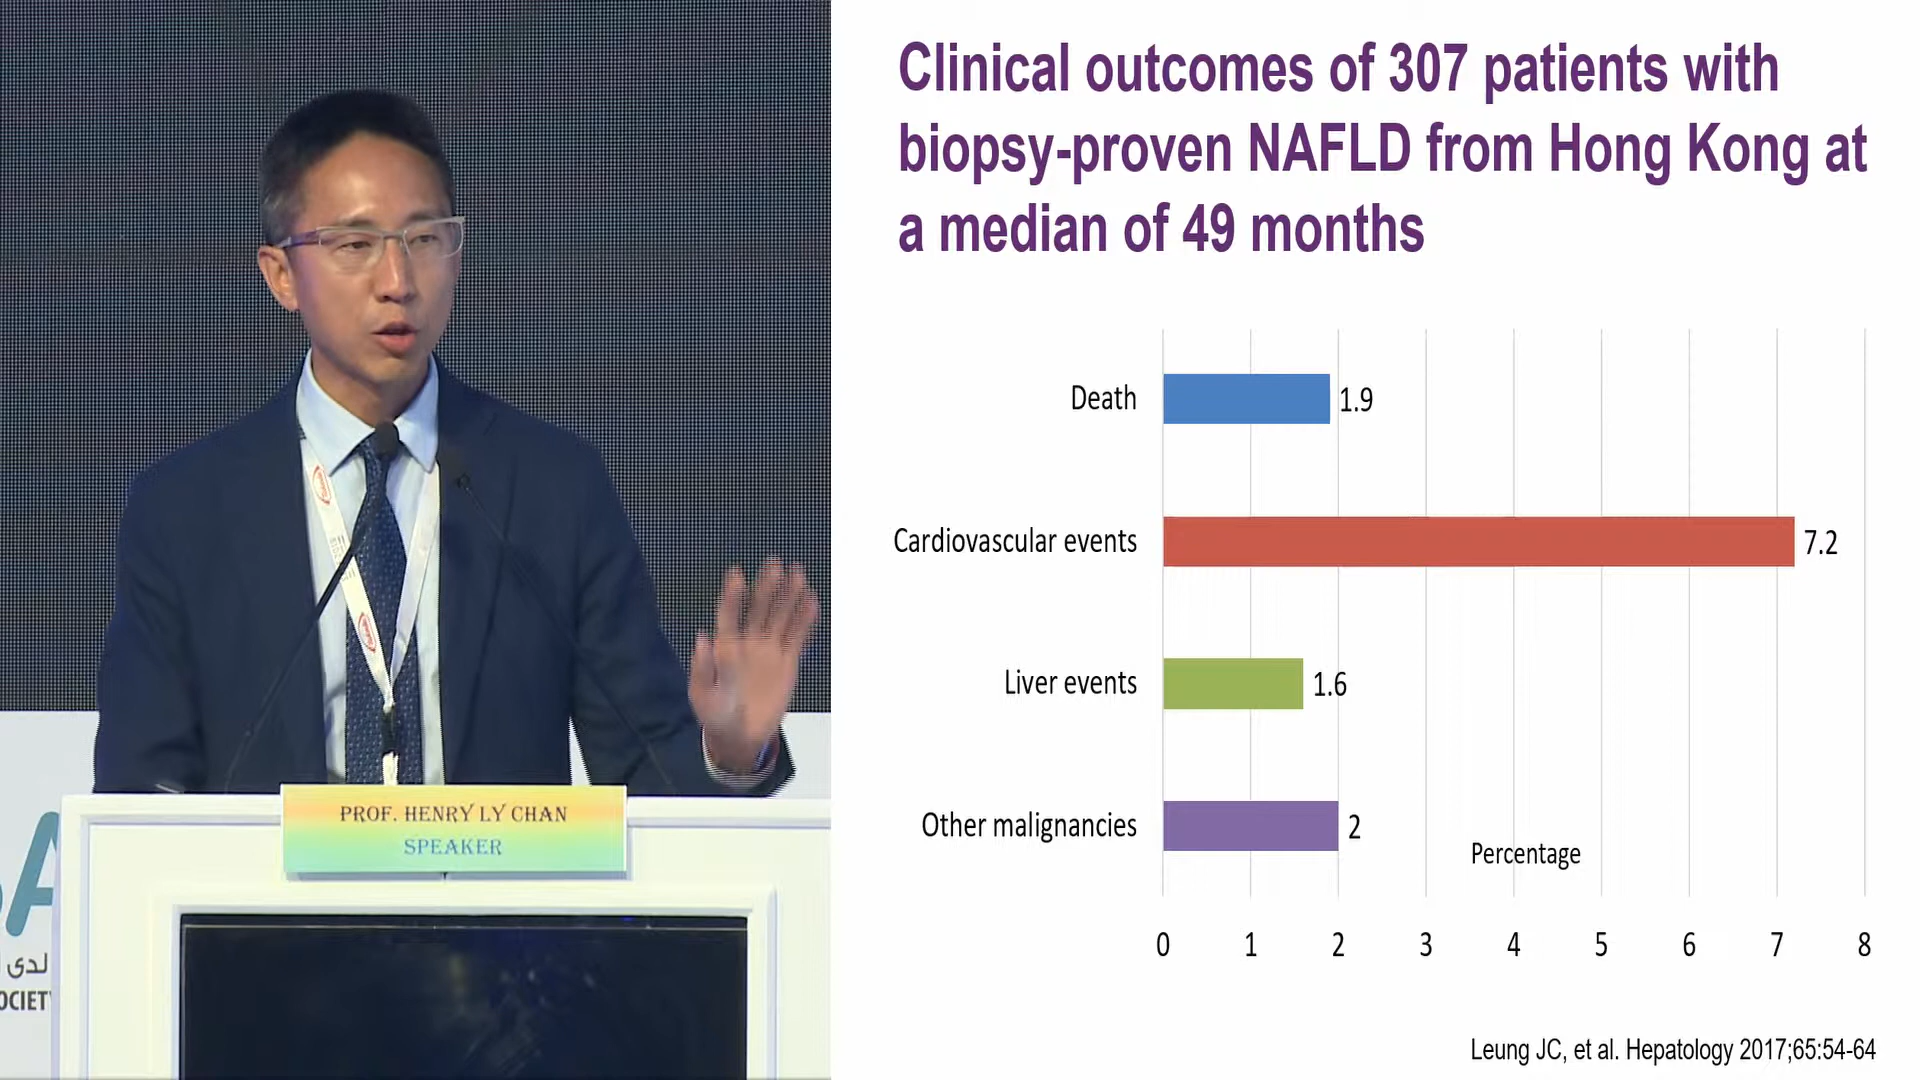 Clinical outcomes of 307 patients with
biopsy-proven NAFLD from Hong Kong at
a median of 49 months
Death
1.9
Cardiovascular events
7.2
Liver events
1.6
Other malignancies
2
Percentage
0 1 2 3 4 5 6 7 8
Leung JC, et al. Hepatology 2017;65:54-64
PROF. HENRY LY CHAN
SPEAKER
لدى